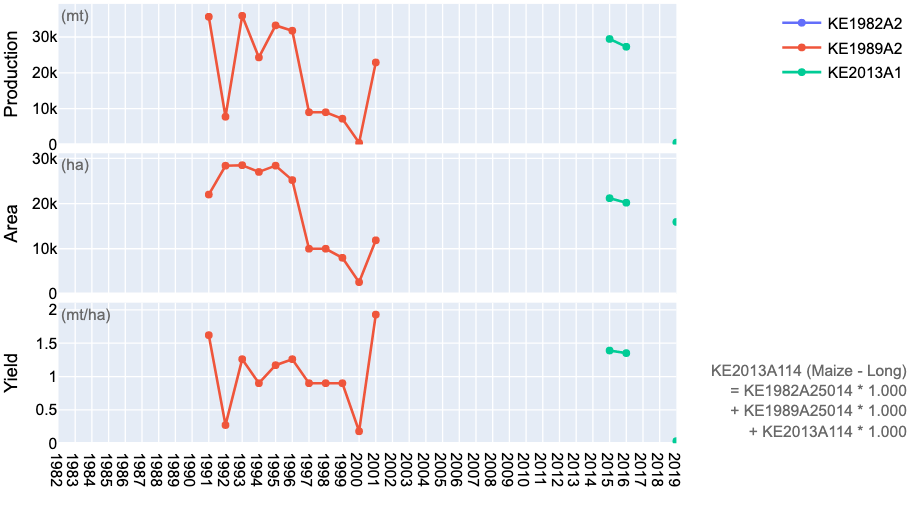 (mt)
Production
30k
20k
10k
0
(ha)
Area
30k
20k
10k
0
(mt/ha)
Yield
2
1.5
1
0.5
0
1982
1983
1984
1985
1986
1987
1988
1989
1990
1991
1992
1993
1994
1995
1996
1997
1998
1999
2000
2001
2002
2003
2004
2005
2006
2007
2008
2009
2010
2011
2012
2013
2014
2015
2016
2017
2018
2019
KE1982A2
KE1989A2
KE2013A1
KE2013A114 (Maize - Long)
= KE1982A25014 * 1.000
+ KE1989A25014 * 1.000
+ KE2013A114 * 1.000